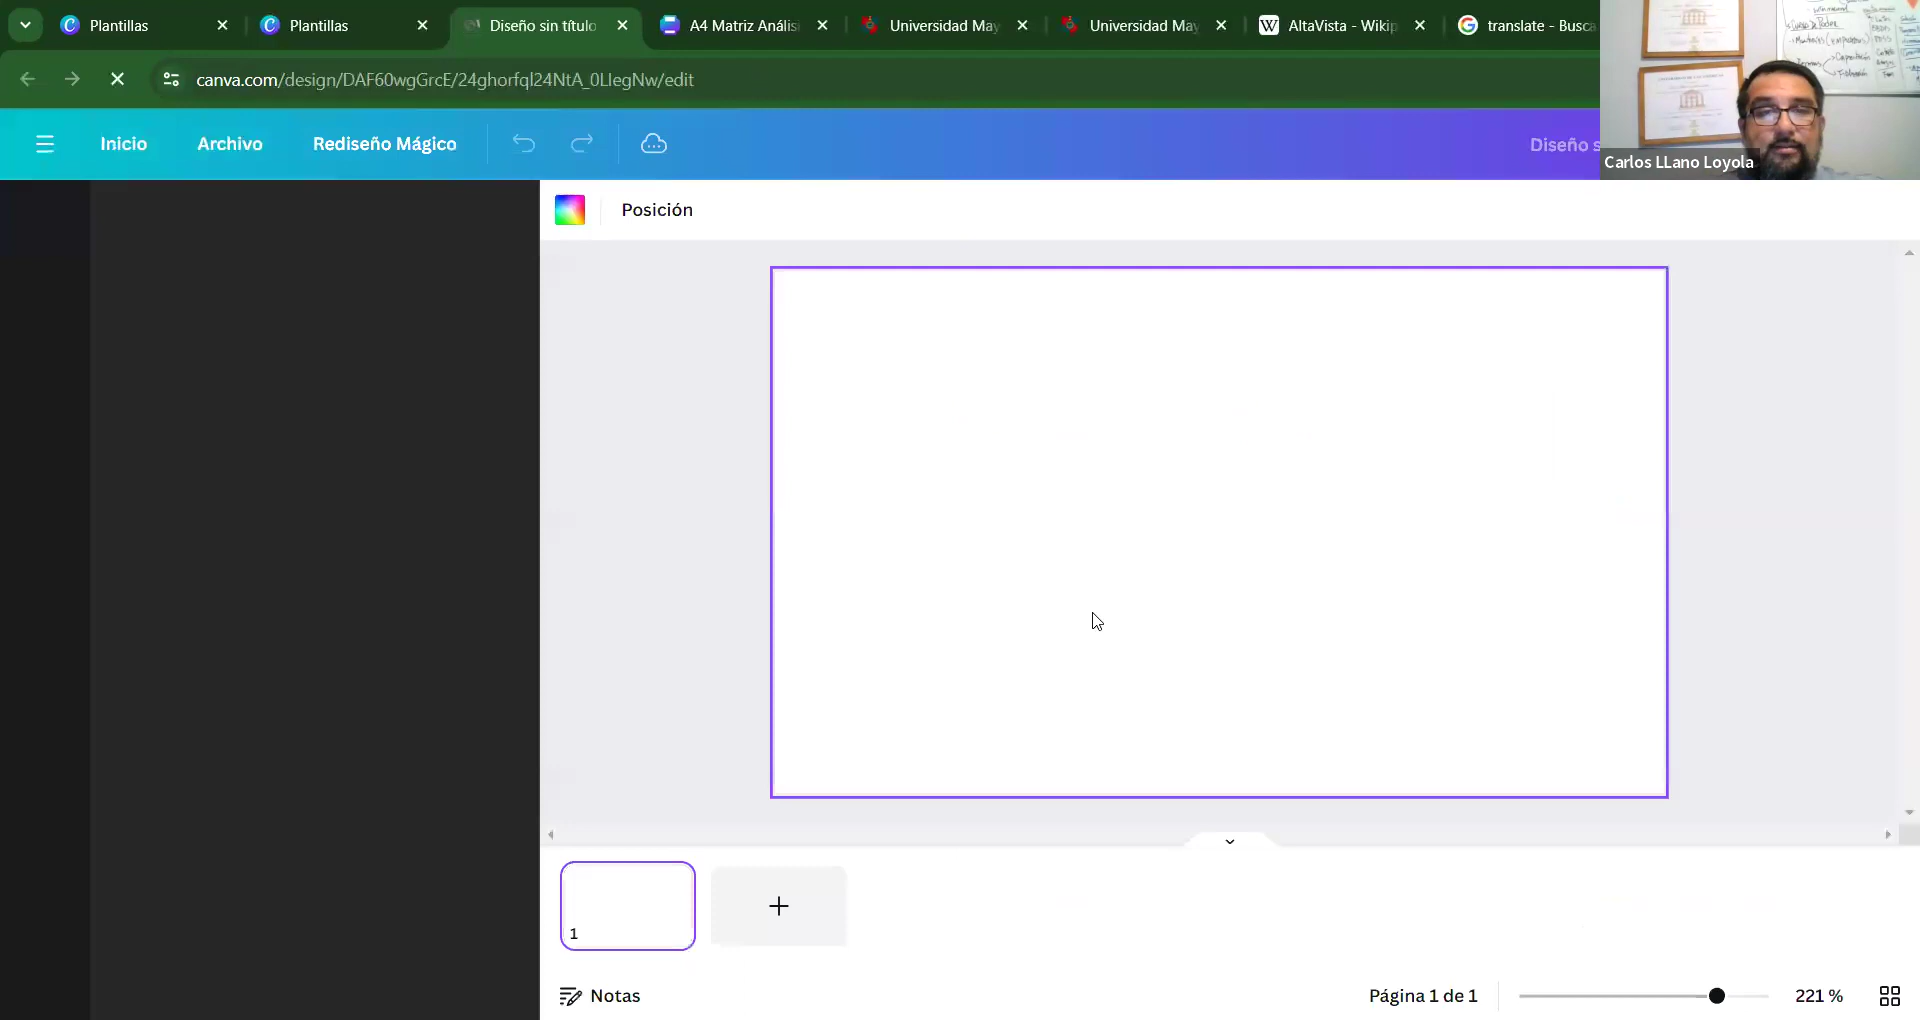 Plantillas
Plantillas
Diseño sin título
A4 Matriz Análisi
Universidad May
Universidad May
AltaVista - Wikip
translate - Busca
canva.com/design/DAF60wgGrcE/24ghorfql24NtA_0LIegNw/edit
Inicio
Archivo
Rediseño Mágico
Diseño s
Carlos LLano Loyola
Posición
1
Notas
Página 1 de 1
221 %